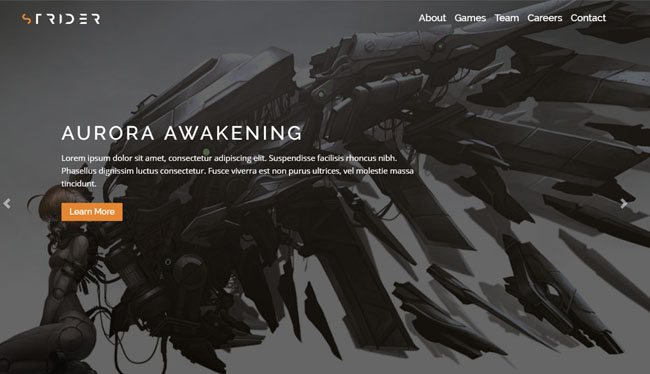 STRIDER
About Games Team Careers Contact
AURORA AWAKENING
Lorem ipsum dolor sit amet, consectetur adipiscing elit. Suspendisse facilisis rhoncus nibh.
Phasellus dignissim luctus consectetur. Fusce viverra est non purus ultrices, vel molestie massa
tincidunt.
Learn More